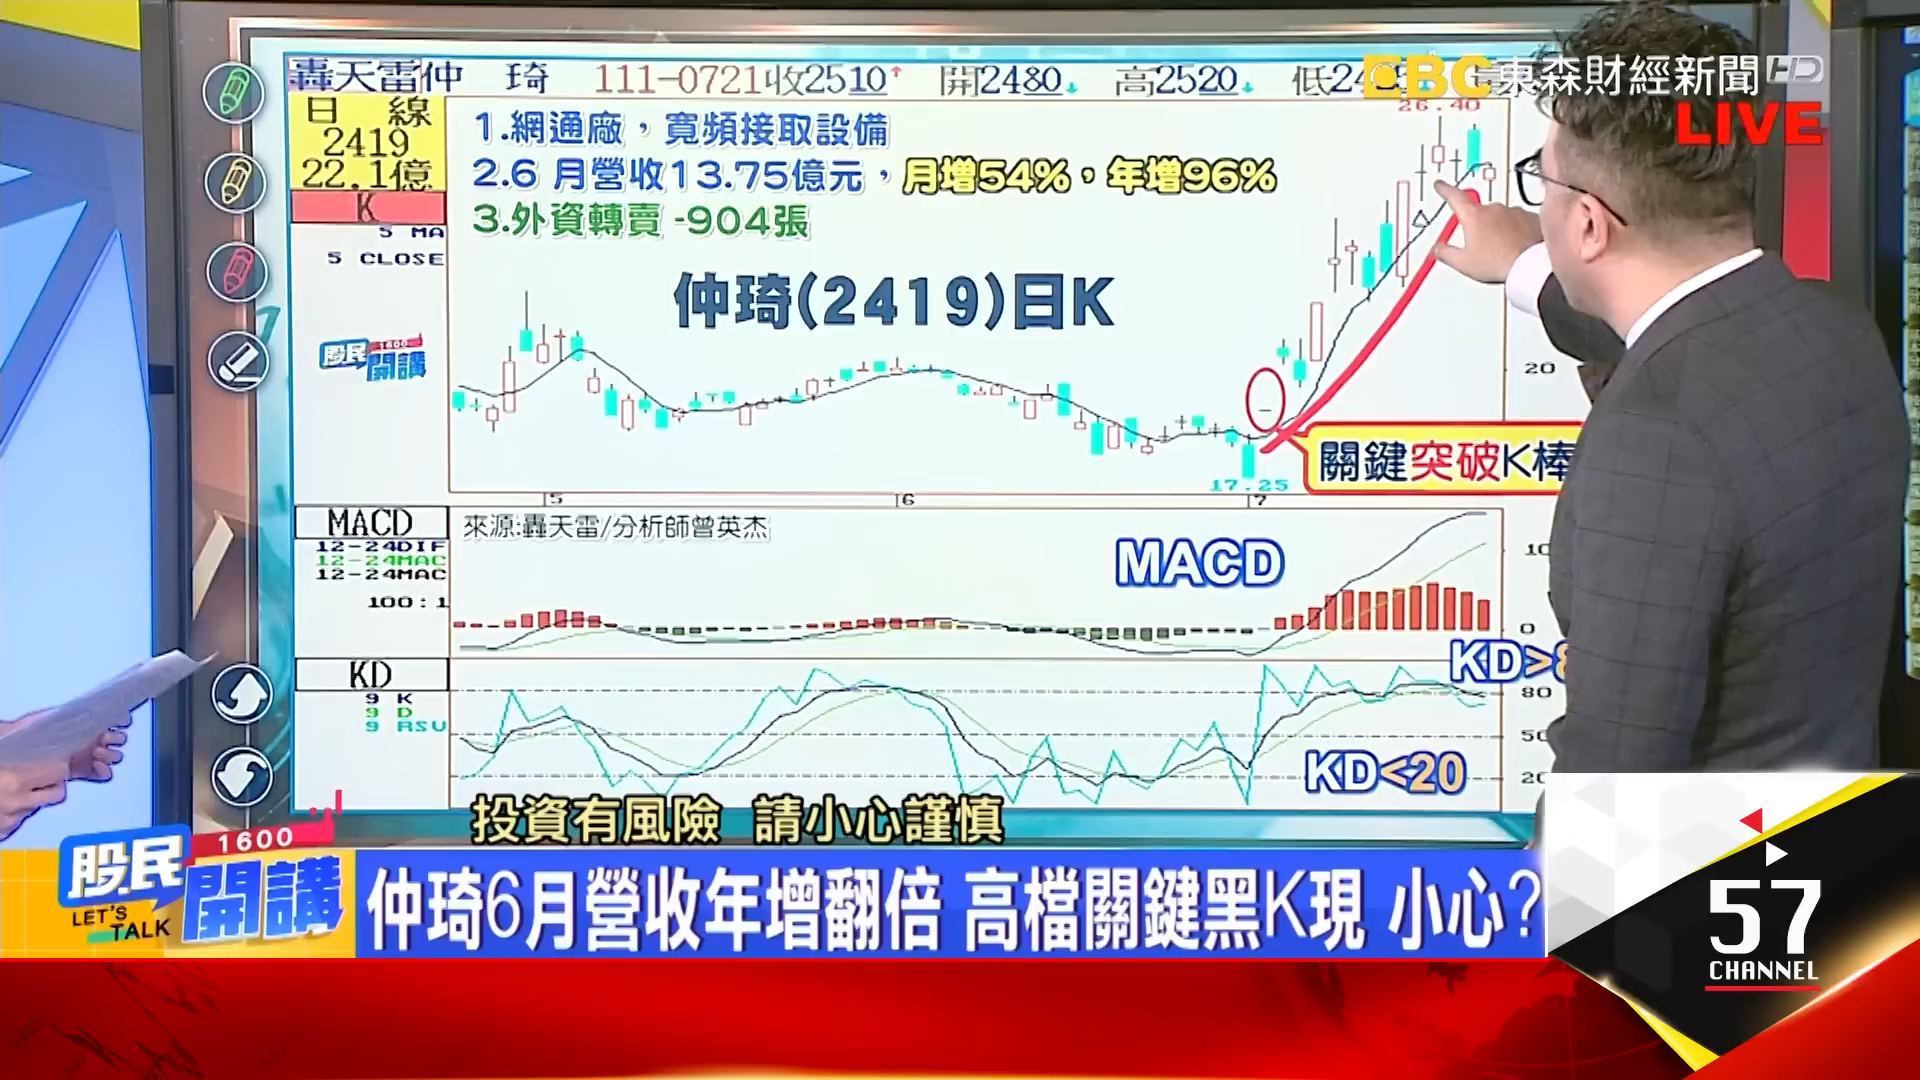 轟天雷仲 琦 111-0721收2510↑ 開2480↓ 高2520↓ 低24
EBC東森財經新聞HD
LIVE
日 線
2419
22.1億
K
5 MA
5 CLOSE
1.網通廠，寬頻接取設備
2.6 月營收13.75億元，月增54%，年增96%
3.外資轉賣 -904張
26.40
仲琦(2419)日K
股民 1600
開講
20
關鍵突破K棒
17.25
5 6 7
MACD
12-24DIF
12-24MAC
12-24MAC
100:1
來源:轟天雷/分析師曾英杰
MACD
10
0
KD
9 K
9 D
9 RSV
KD>8
80
50
KD<20
20
投資有風險 請小心謹慎
股民 1600
LET'S TALK 開講
仲琦6月營收年增翻倍 高檔關鍵黑K現 小心?
57
CHANNEL